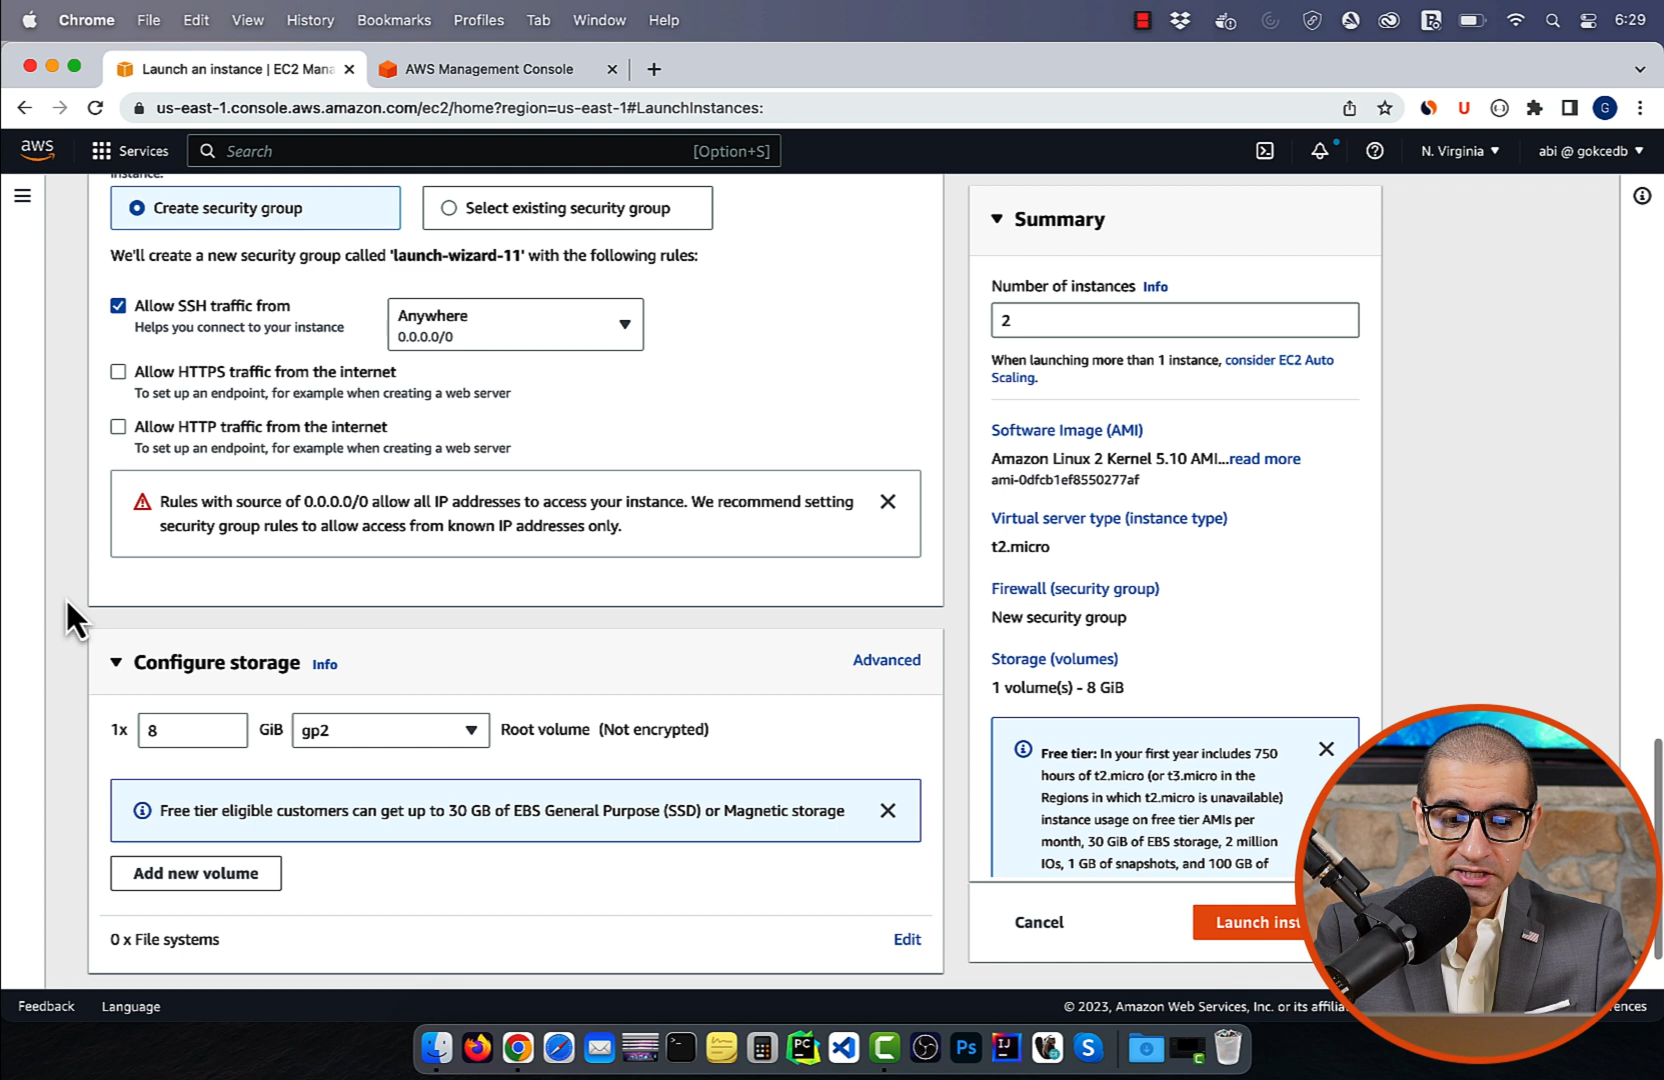 Chrome File Edit View History Bookmarks Profiles Tab Window Help 6:29
Launch an instance | EC2 Mana AWS Management Console
us-east-1.console.aws.amazon.com/ec2/home?region=us-east-1#LaunchInstances: U G
aws Services Search [Option+S] N. Virginia abi @ gokcedb
instance.
Create security group Select existing security group
We'll create a new security group called 'launch-wizard-11' with the following rules:
Allow SSH traffic from
Helps you connect to your instance
Anywhere
0.0.0.0/0
Allow HTTPS traffic from the internet
To set up an endpoint, for example when creating a web server
Allow HTTP traffic from the internet
To set up an endpoint, for example when creating a web server
Rules with source of 0.0.0.0/0 allow all IP addresses to access your instance. We recommend setting
security group rules to allow access from known IP addresses only.
Configure storage Info Advanced
1x 8 GiB gp2 Root volume (Not encrypted)
Free tier eligible customers can get up to 30 GB of EBS General Purpose (SSD) or Magnetic storage
Add new volume
0 x File systems Edit
Summary
Number of instances Info
2
When launching more than 1 instance, consider EC2 Auto
Scaling.
Software Image (AMI)
Amazon Linux 2 Kernel 5.10 AMI...read more
ami-0dfcb1ef8550277af
Virtual server type (instance type)
t2.micro
Firewall (security group)
New security group
Storage (volumes)
1 volume(s) - 8 GiB
Free tier: In your first year includes 750
hours of t2.micro (or t3.micro in the
Regions in which t2.micro is unavailable)
instance usage on free tier AMIs per
month, 30 GiB of EBS storage, 2 million
IOs, 1 GB of snapshots, and 100 GB of
Cancel Launch inst
Feedback Language © 2023, Amazon Web Services, Inc. or its affilia rences
PC Ps IJ S